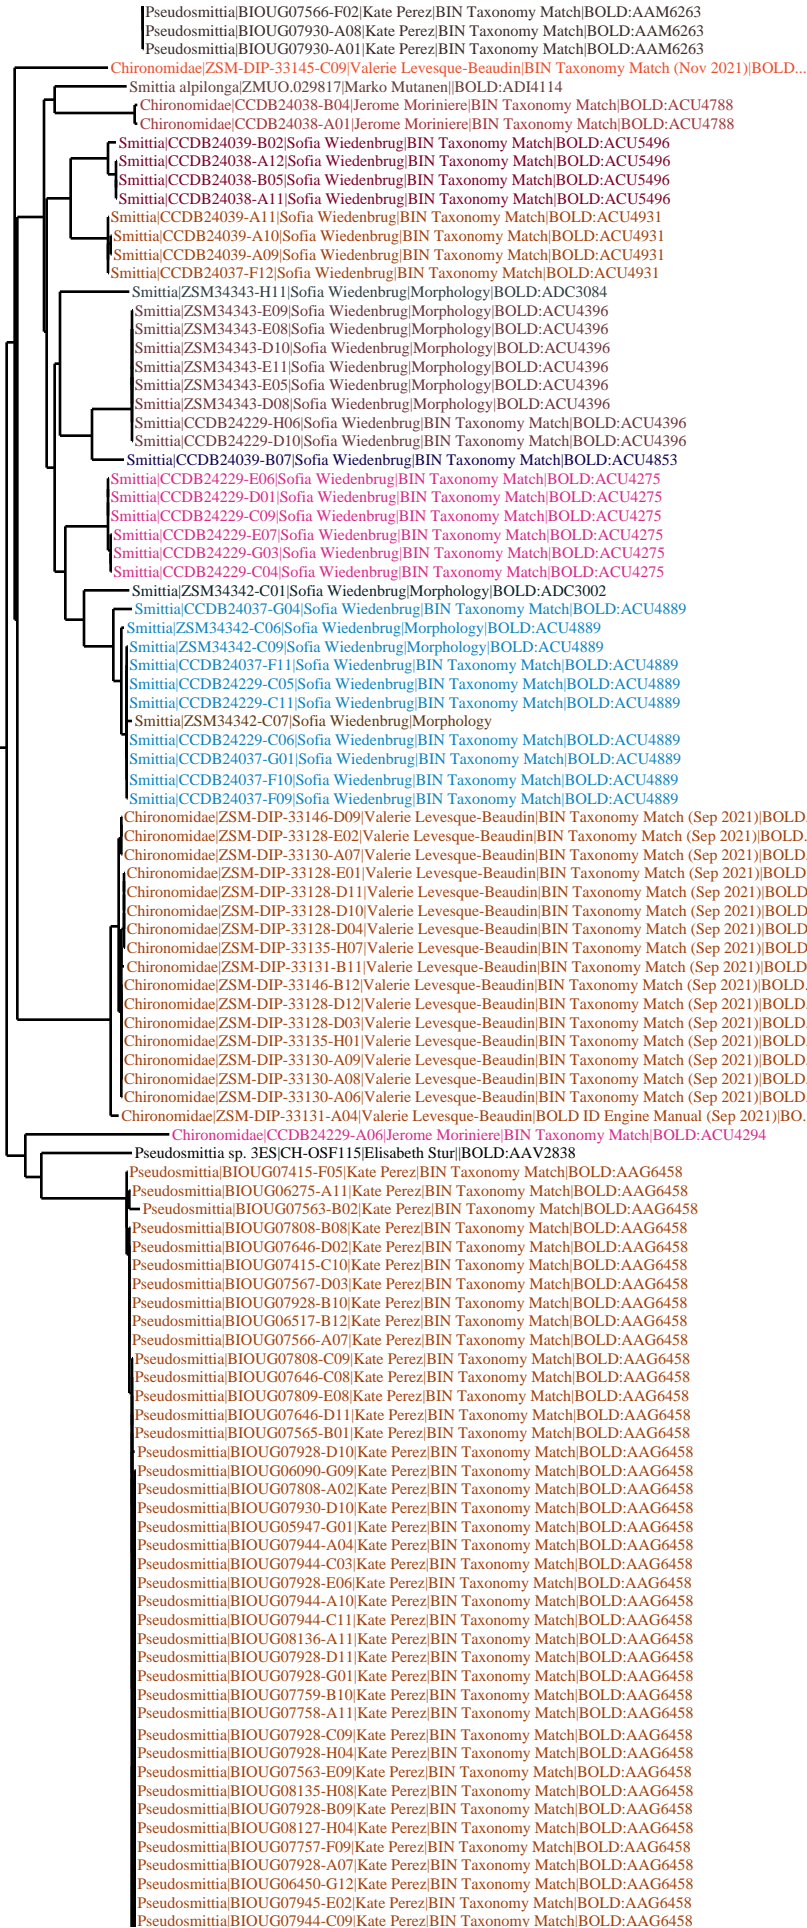 Pseudosmittia|BIOUG07566-F02|Kate Perez|BIN Taxonomy Match|BOLD:AAM6263
Pseudosmittia|BIOUG07930-A08|Kate Perez|BIN Taxonomy Match|BOLD:AAM6263
Pseudosmittia|BIOUG07930-A01|Kate Perez|BIN Taxonomy Match|BOLD:AAM6263
Chironomidae|ZSM-DIP-33145-C09|Valerie Levesque-Beaudin|BIN Taxonomy Match (Nov 2021)|BOLD...
Smittia alpilonga|ZMUO.029817|Marko Mutanen||BOLD:ADI4114
Chironomidae|CCDB24038-B04|Jerome Moriniere|BIN Taxonomy Match|BOLD:ACU4788
Chironomidae|CCDB24038-A01|Jerome Moriniere|BIN Taxonomy Match|BOLD:ACU4788
Smittia|CCDB24039-B02|Sofia Wiedenbrug|BIN Taxonomy Match|BOLD:ACU5496
Smittia|CCDB24038-A12|Sofia Wiedenbrug|BIN Taxonomy Match|BOLD:ACU5496
Smittia|CCDB24038-B05|Sofia Wiedenbrug|BIN Taxonomy Match|BOLD:ACU5496
Smittia|CCDB24038-A11|Sofia Wiedenbrug|BIN Taxonomy Match|BOLD:ACU5496
Smittia|CCDB24039-A11|Sofia Wiedenbrug|BIN Taxonomy Match|BOLD:ACU4931
Smittia|CCDB24039-A10|Sofia Wiedenbrug|BIN Taxonomy Match|BOLD:ACU4931
Smittia|CCDB24039-A09|Sofia Wiedenbrug|BIN Taxonomy Match|BOLD:ACU4931
Smittia|CCDB24037-F12|Sofia Wiedenbrug|BIN Taxonomy Match|BOLD:ACU4931
Smittia|ZSM34343-H11|Sofia Wiedenbrug|Morphology|BOLD:ADC3084
Smittia|ZSM34343-E09|Sofia Wiedenbrug|Morphology|BOLD:ACU4396
Smittia|ZSM34343-E08|Sofia Wiedenbrug|Morphology|BOLD:ACU4396
Smittia|ZSM34343-D10|Sofia Wiedenbrug|Morphology|BOLD:ACU4396
Smittia|ZSM34343-E11|Sofia Wiedenbrug|Morphology|BOLD:ACU4396
Smittia|ZSM34343-E05|Sofia Wiedenbrug|Morphology|BOLD:ACU4396
Smittia|ZSM34343-D08|Sofia Wiedenbrug|Morphology|BOLD:ACU4396
Smittia|CCDB24229-H06|Sofia Wiedenbrug|BIN Taxonomy Match|BOLD:ACU4396
Smittia|CCDB24229-D10|Sofia Wiedenbrug|BIN Taxonomy Match|BOLD:ACU4396
Smittia|CCDB24039-B07|Sofia Wiedenbrug|BIN Taxonomy Match|BOLD:ACU4853
Smittia|CCDB24229-E06|Sofia Wiedenbrug|BIN Taxonomy Match|BOLD:ACU4275
Smittia|CCDB24229-D01|Sofia Wiedenbrug|BIN Taxonomy Match|BOLD:ACU4275
Smittia|CCDB24229-C09|Sofia Wiedenbrug|BIN Taxonomy Match|BOLD:ACU4275
Smittia|CCDB24229-E07|Sofia Wiedenbrug|BIN Taxonomy Match|BOLD:ACU4275
Smittia|CCDB24229-G03|Sofia Wiedenbrug|BIN Taxonomy Match|BOLD:ACU4275
Smittia|CCDB24229-C04|Sofia Wiedenbrug|BIN Taxonomy Match|BOLD:ACU4275
Smittia|ZSM34342-C01|Sofia Wiedenbrug|Morphology|BOLD:ADC3002
Smittia|CCDB24037-G04|Sofia Wiedenbrug|BIN Taxonomy Match|BOLD:ACU4889
Smittia|ZSM34342-C06|Sofia Wiedenbrug|Morphology|BOLD:ACU4889
Smittia|ZSM34342-C09|Sofia Wiedenbrug|Morphology|BOLD:ACU4889
Smittia|CCDB24037-F11|Sofia Wiedenbrug|BIN Taxonomy Match|BOLD:ACU4889
Smittia|CCDB24229-C05|Sofia Wiedenbrug|BIN Taxonomy Match|BOLD:ACU4889
Smittia|CCDB24229-C11|Sofia Wiedenbrug|BIN Taxonomy Match|BOLD:ACU4889
Smittia|ZSM34342-C07|Sofia Wiedenbrug|Morphology
Smittia|CCDB24229-C06|Sofia Wiedenbrug|BIN Taxonomy Match|BOLD:ACU4889
Smittia|CCDB24037-G01|Sofia Wiedenbrug|BIN Taxonomy Match|BOLD:ACU4889
Smittia|CCDB24037-F10|Sofia Wiedenbrug|BIN Taxonomy Match|BOLD:ACU4889
Smittia|CCDB24037-F09|Sofia Wiedenbrug|BIN Taxonomy Match|BOLD:ACU4889
Chironomidae|ZSM-DIP-33146-D09|Valerie Levesque-Beaudin|BIN Taxonomy Match (Sep 2021)|BOLD.
Chironomidae|ZSM-DIP-33128-E02|Valerie Levesque-Beaudin|BIN Taxonomy Match (Sep 2021)|BOLD.
Chironomidae|ZSM-DIP-33130-A07|Valerie Levesque-Beaudin|BIN Taxonomy Match (Sep 2021)|BOLD.
Chironomidae|ZSM-DIP-33128-E01|Valerie Levesque-Beaudin|BIN Taxonomy Match (Sep 2021)|BOLD
Chironomidae|ZSM-DIP-33128-D11|Valerie Levesque-Beaudin|BIN Taxonomy Match (Sep 2021)|BOLD
Chironomidae|ZSM-DIP-33128-D10|Valerie Levesque-Beaudin|BIN Taxonomy Match (Sep 2021)|BOLD
Chironomidae|ZSM-DIP-33128-D04|Valerie Levesque-Beaudin|BIN Taxonomy Match (Sep 2021)|BOLD
Chironomidae|ZSM-DIP-33135-H07|Valerie Levesque-Beaudin|BIN Taxonomy Match (Sep 2021)|BOLD
Chironomidae|ZSM-DIP-33131-B11|Valerie Levesque-Beaudin|BIN Taxonomy Match (Sep 2021)|BOLD
Chironomidae|ZSM-DIP-33146-B12|Valerie Levesque-Beaudin|BIN Taxonomy Match (Sep 2021)|BOLD.
Chironomidae|ZSM-DIP-33128-D12|Valerie Levesque-Beaudin|BIN Taxonomy Match (Sep 2021)|BOLD.
Chironomidae|ZSM-DIP-33128-D03|Valerie Levesque-Beaudin|BIN Taxonomy Match (Sep 2021)|BOLD.
Chironomidae|ZSM-DIP-33135-H01|Valerie Levesque-Beaudin|BIN Taxonomy Match (Sep 2021)|BOLD.
Chironomidae|ZSM-DIP-33130-A09|Valerie Levesque-Beaudin|BIN Taxonomy Match (Sep 2021)|BOLD.
Chironomidae|ZSM-DIP-33130-A08|Valerie Levesque-Beaudin|BIN Taxonomy Match (Sep 2021)|BOLD.
Chironomidae|ZSM-DIP-33130-A06|Valerie Levesque-Beaudin|BIN Taxonomy Match (Sep 2021)|BOLD.
Chironomidae|ZSM-DIP-33131-A04|Valerie Levesque-Beaudin|BOLD ID Engine Manual (Sep 2021)|BO.
Chironomidae|CCDB24229-A06|Jerome Moriniere|BIN Taxonomy Match|BOLD:ACU4294
Pseudosmittia sp. 3ES|CH-OSF115|Elisabeth Stur||BOLD:AAV2838
Pseudosmittia|BIOUG07415-F05|Kate Perez|BIN Taxonomy Match|BOLD:AAG6458
Pseudosmittia|BIOUG06275-A11|Kate Perez|BIN Taxonomy Match|BOLD:AAG6458
Pseudosmittia|BIOUG07563-B02|Kate Perez|BIN Taxonomy Match|BOLD:AAG6458
Pseudosmittia|BIOUG07808-B08|Kate Perez|BIN Taxonomy Match|BOLD:AAG6458
Pseudosmittia|BIOUG07646-D02|Kate Perez|BIN Taxonomy Match|BOLD:AAG6458
Pseudosmittia|BIOUG07415-C10|Kate Perez|BIN Taxonomy Match|BOLD:AAG6458
Pseudosmittia|BIOUG07567-D03|Kate Perez|BIN Taxonomy Match|BOLD:AAG6458
Pseudosmittia|BIOUG07928-B10|Kate Perez|BIN Taxonomy Match|BOLD:AAG6458
Pseudosmittia|BIOUG06517-B12|Kate Perez|BIN Taxonomy Match|BOLD:AAG6458
Pseudosmittia|BIOUG07566-A07|Kate Perez|BIN Taxonomy Match|BOLD:AAG6458
Pseudosmittia|BIOUG07808-C09|Kate Perez|BIN Taxonomy Match|BOLD:AAG6458
Pseudosmittia|BIOUG07646-C08|Kate Perez|BIN Taxonomy Match|BOLD:AAG6458
Pseudosmittia|BIOUG07809-E08|Kate Perez|BIN Taxonomy Match|BOLD:AAG6458
Pseudosmittia|BIOUG07646-D11|Kate Perez|BIN Taxonomy Match|BOLD:AAG6458
Pseudosmittia|BIOUG07565-B01|Kate Perez|BIN Taxonomy Match|BOLD:AAG6458
Pseudosmittia|BIOUG07928-D10|Kate Perez|BIN Taxonomy Match|BOLD:AAG6458
Pseudosmittia|BIOUG06090-G09|Kate Perez|BIN Taxonomy Match|BOLD:AAG6458
Pseudosmittia|BIOUG07808-A02|Kate Perez|BIN Taxonomy Match|BOLD:AAG6458
Pseudosmittia|BIOUG07930-D10|Kate Perez|BIN Taxonomy Match|BOLD:AAG6458
Pseudosmittia|BIOUG05947-G01|Kate Perez|BIN Taxonomy Match|BOLD:AAG6458
Pseudosmittia|BIOUG07944-A04|Kate Perez|BIN Taxonomy Match|BOLD:AAG6458
Pseudosmittia|BIOUG07944-C03|Kate Perez|BIN Taxonomy Match|BOLD:AAG6458
Pseudosmittia|BIOUG07928-E06|Kate Perez|BIN Taxonomy Match|BOLD:AAG6458
Pseudosmittia|BIOUG07944-A10|Kate Perez|BIN Taxonomy Match|BOLD:AAG6458
Pseudosmittia|BIOUG07944-C11|Kate Perez|BIN Taxonomy Match|BOLD:AAG6458
Pseudosmittia|BIOUG08136-A11|Kate Perez|BIN Taxonomy Match|BOLD:AAG6458
Pseudosmittia|BIOUG07928-D11|Kate Perez|BIN Taxonomy Match|BOLD:AAG6458
Pseudosmittia|BIOUG07928-G01|Kate Perez|BIN Taxonomy Match|BOLD:AAG6458
Pseudosmittia|BIOUG07759-B10|Kate Perez|BIN Taxonomy Match|BOLD:AAG6458
Pseudosmittia|BIOUG07758-A11|Kate Perez|BIN Taxonomy Match|BOLD:AAG6458
Pseudosmittia|BIOUG07928-C09|Kate Perez|BIN Taxonomy Match|BOLD:AAG6458
Pseudosmittia|BIOUG07928-H04|Kate Perez|BIN Taxonomy Match|BOLD:AAG6458
Pseudosmittia|BIOUG07563-E09|Kate Perez|BIN Taxonomy Match|BOLD:AAG6458
Pseudosmittia|BIOUG08135-H08|Kate Perez|BIN Taxonomy Match|BOLD:AAG6458
Pseudosmittia|BIOUG07928-B09|Kate Perez|BIN Taxonomy Match|BOLD:AAG6458
Pseudosmittia|BIOUG08127-H04|Kate Perez|BIN Taxonomy Match|BOLD:AAG6458
Pseudosmittia|BIOUG07757-F09|Kate Perez|BIN Taxonomy Match|BOLD:AAG6458
Pseudosmittia|BIOUG07928-A07|Kate Perez|BIN Taxonomy Match|BOLD:AAG6458
Pseudosmittia|BIOUG06450-G12|Kate Perez|BIN Taxonomy Match|BOLD:AAG6458
Pseudosmittia|BIOUG07945-E02|Kate Perez|BIN Taxonomy Match|BOLD:AAG6458
Pseudosmittia|BIOUG07944-C09|Kate Perez|BIN Taxonomy Match|BOLD:AAG6458